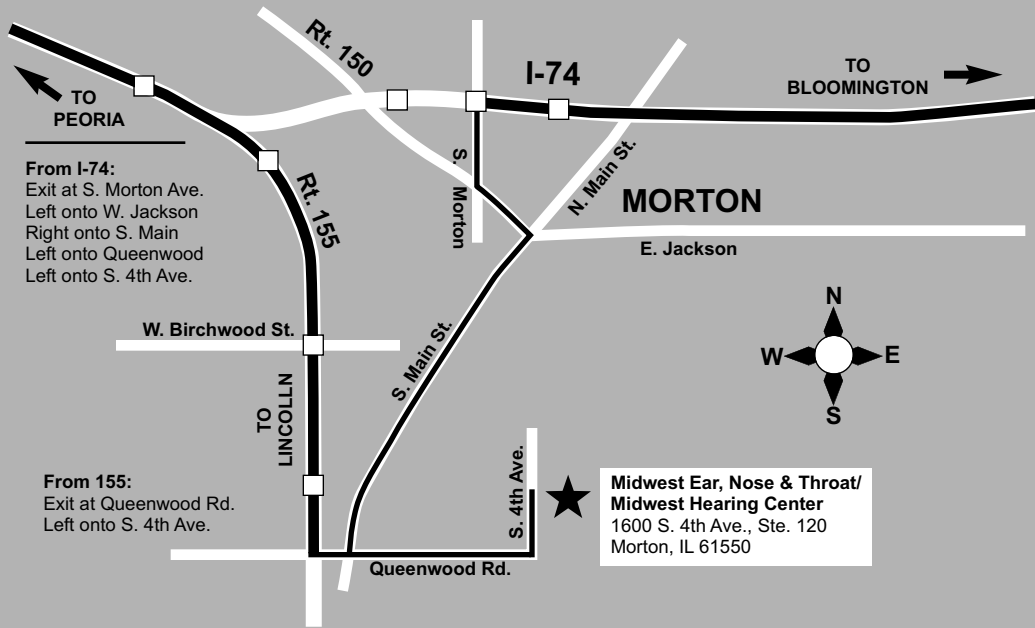 Rt. 150
I-74
TO
BLOOMINGTON
TO
PEORIA
From I-74:
Exit at S. Morton Ave.
Left onto W. Jackson
Right onto S. Main
Left onto Queenwood
Left onto S. 4th Ave.
Rt. 155
S. Morton
N. Main St.
MORTON
E. Jackson
W. Birchwood St.
S. Main St.
TO
LINCOLLN
N
W
E
S
From 155:
Exit at Queenwood Rd.
Left onto S. 4th Ave.
S. 4th Ave.
Midwest Ear, Nose & Throat/
Midwest Hearing Center
1600 S. 4th Ave., Ste. 120
Morton, IL 61550
Queenwood Rd.